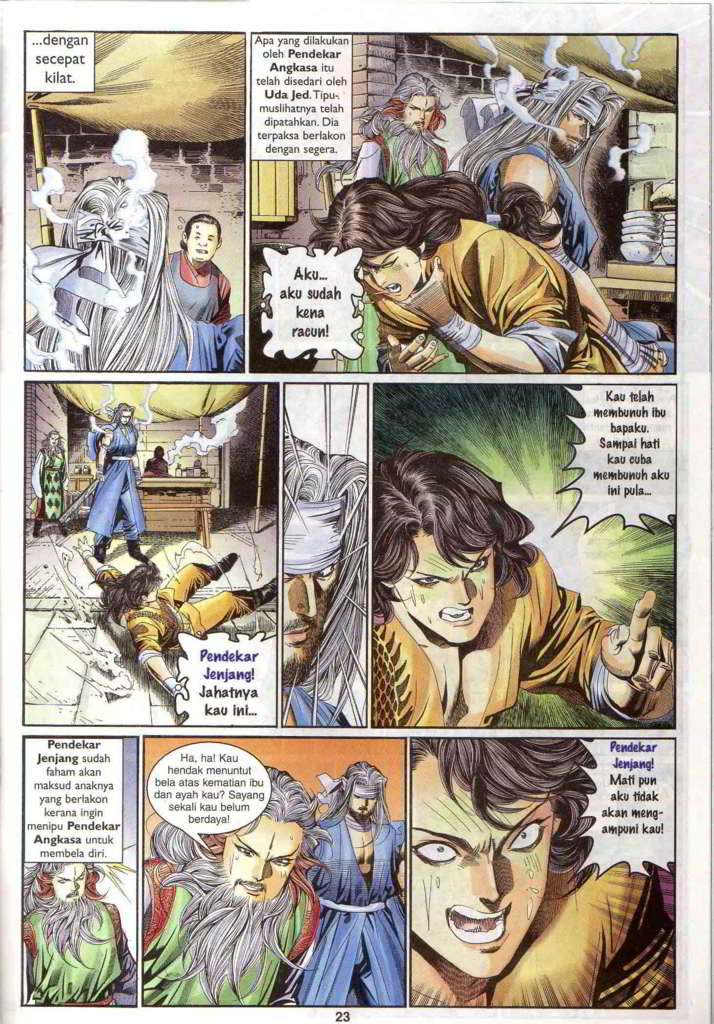 ...dengan
secepat
kilat.
Apa yang dilakukan
oleh Pendekar
Angkasa itu
telah disedari oleh
Uda Jed. Tipu-
muslihatnya telah
dipatahkan. Dia
terpaksa berlakon
dengan segera.
Aku...
aku sudah
kena
racun!
Pendekar
Jenjang!
Jahatnya
kau ini...
Kau telah
membunuh ibu
bapaku.
Sampai hati
kau cuba
membunuh aku
ini pula...
Pendekar
Jenjang sudah
faham akan
maksud anaknya
yang berlakon
kerana ingin
menipu Pendekar
Angkasa untuk
membela diri.
Ha, ha! Kau
hendak menuntut
bela atas kematian ibu
dan ayah kau? Sayang
sekali kau belum
berdaya!
Pendekar
Jenjang!
Mati pun
aku tidak
akan meng-
ampuni kau!
23